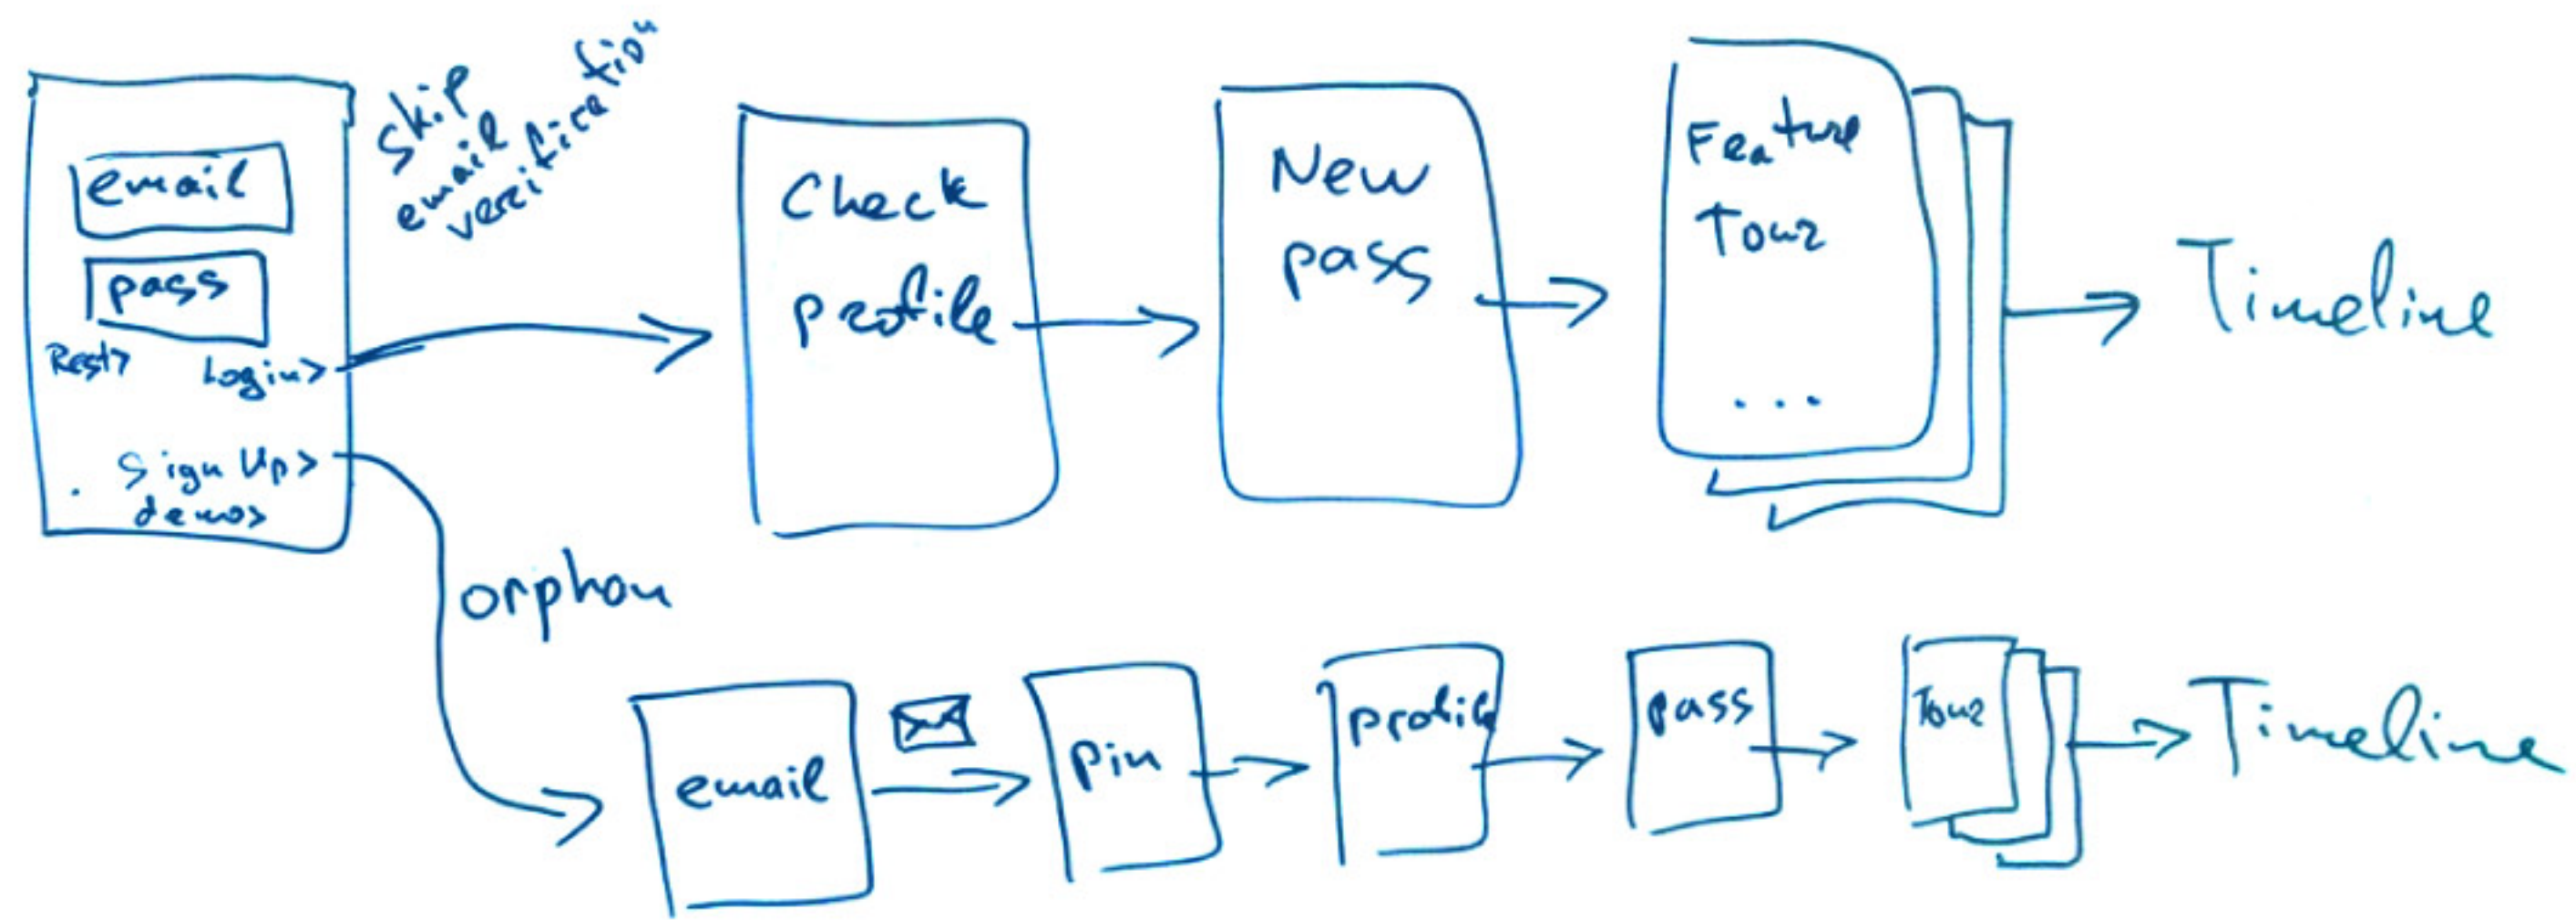 email
pass
Rest>
Login>
Sign Up>
demo>
Skip
email
verification
Check
profile
New
pass
Feature
Tour
...
Timeline
orphan
email
pin
profile
pass
Tour
Timeline